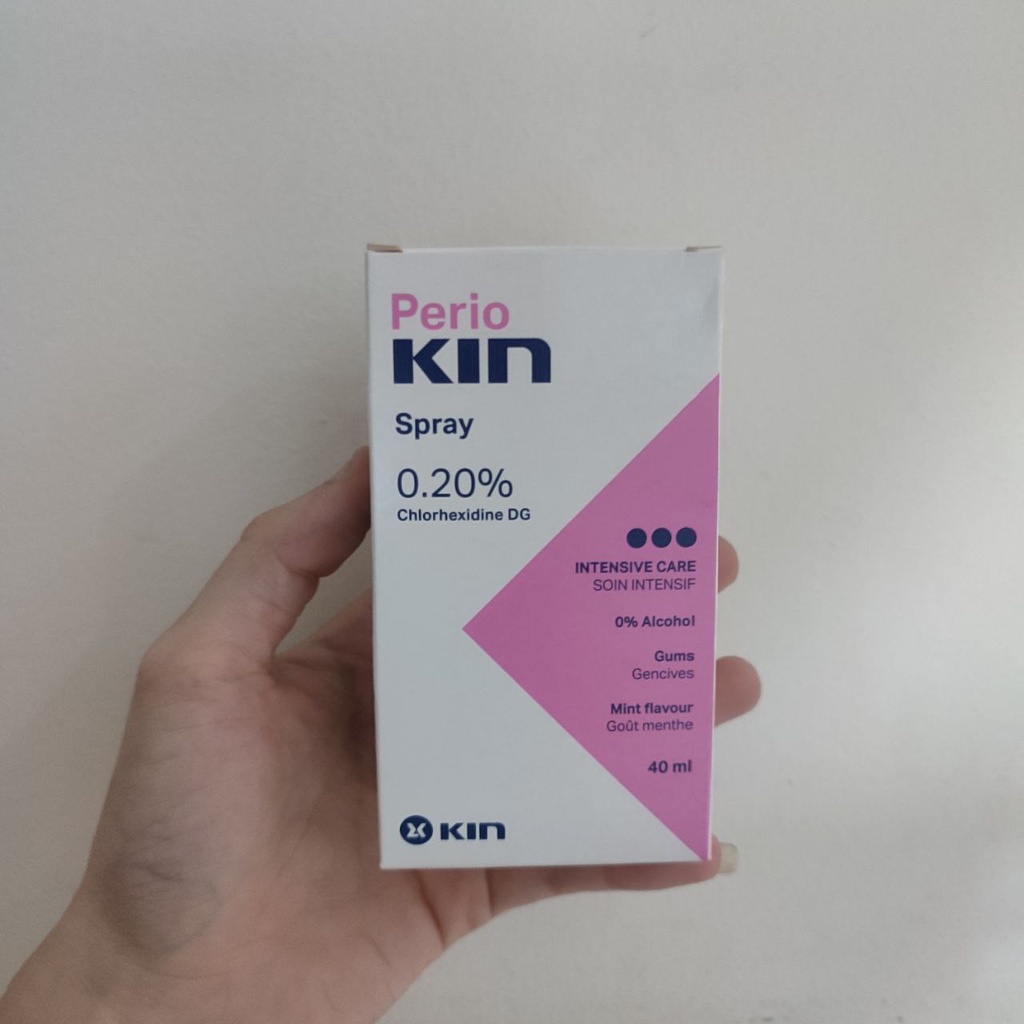 Perio
KIN
Spray
0.20%
Chlorhexidine DG
INTENSIVE CARE
SOIN INTENSIF
0% Alcohol
Gums
Gencives
Mint flavour
Goût menthe
40 ml
KIN